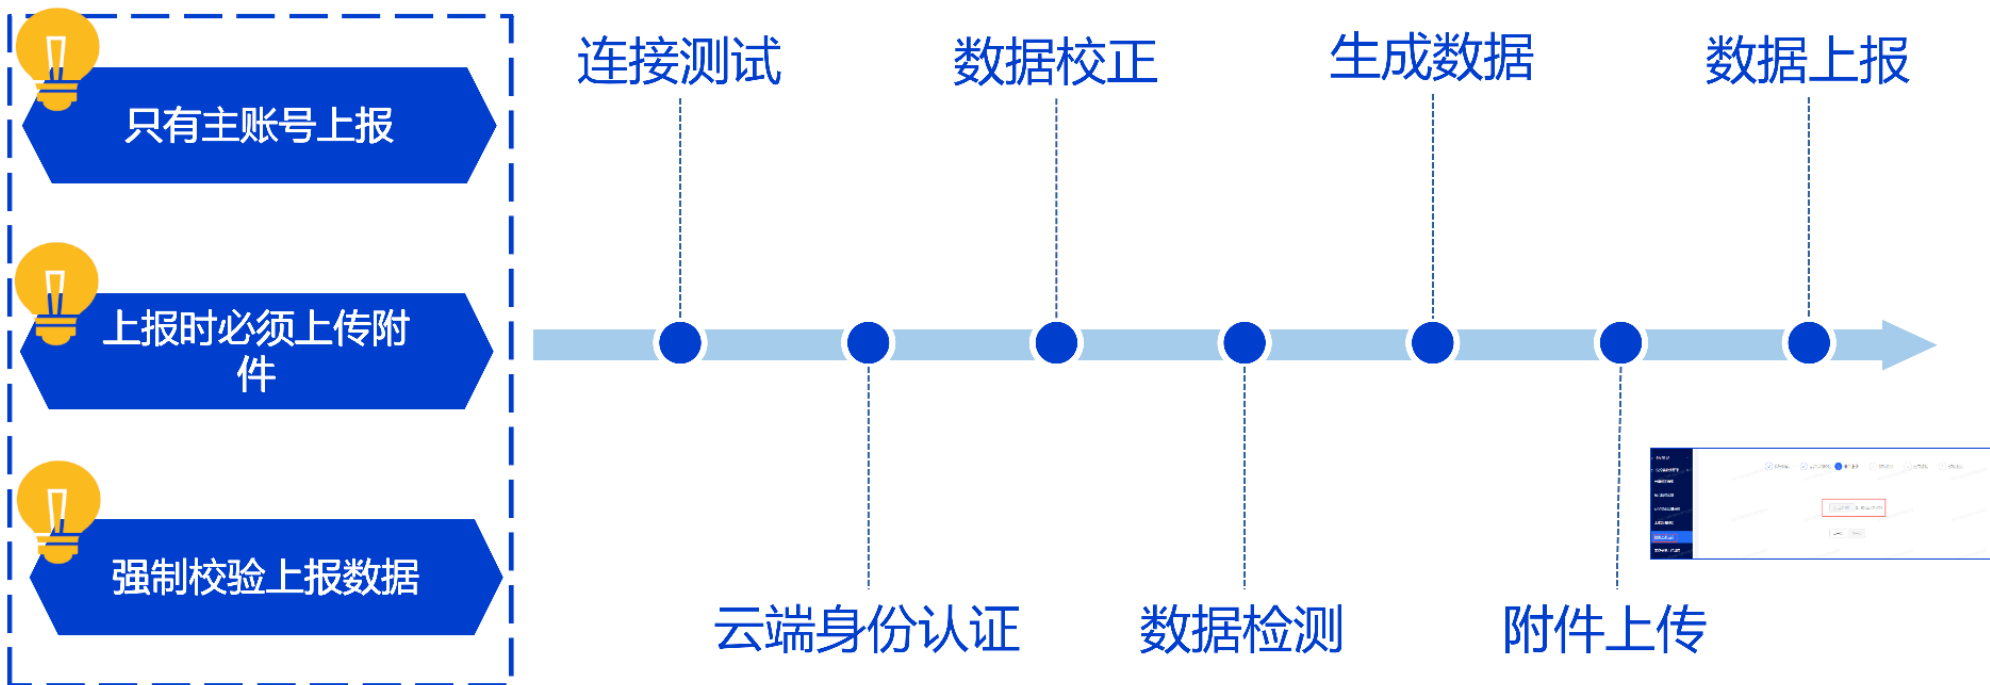 只有主账号上报
上报时必须上传附
件
强制校验上报数据
连接测试
数据校正
生成数据
数据上报
云端身份认证
数据检测
附件上传